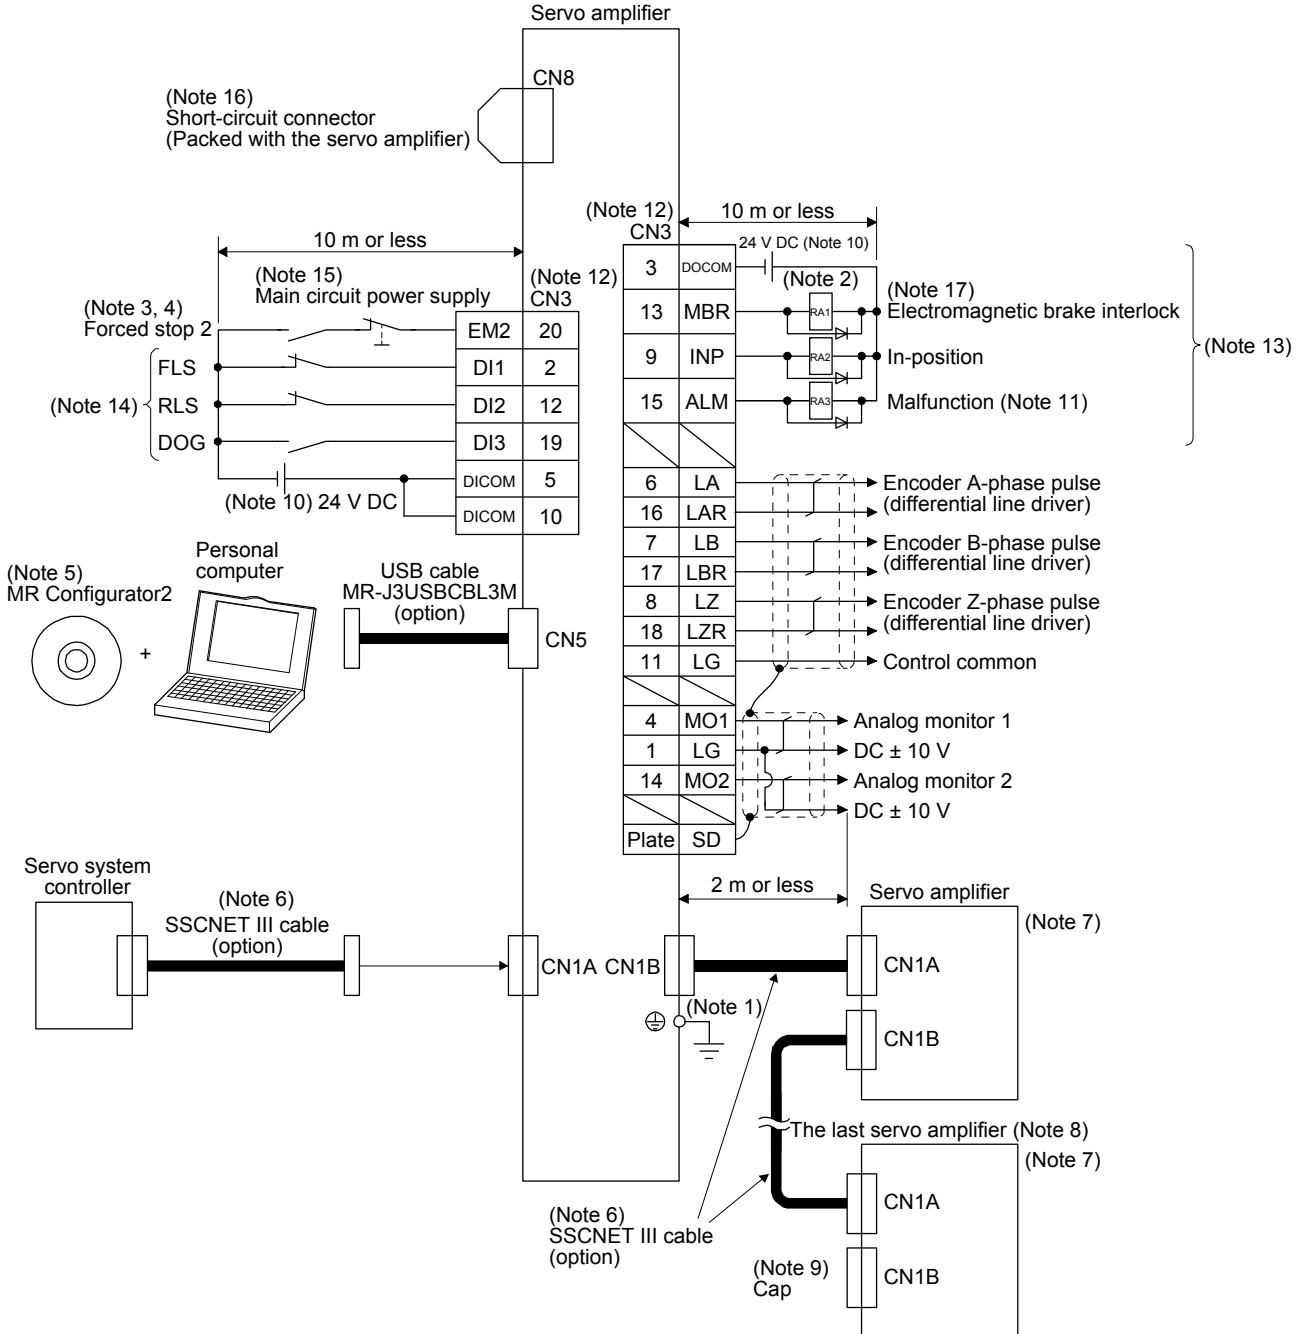 Servo amplifier
CN8
(Note 16)
Short-circuit connector
(Packed with the servo amplifier)
10 m or less
(Note 15)
Main circuit power supply
(Note 12)
CN3
(Note 3, 4)
Forced stop 2
EM2 20
FLS
DI1 2
(Note 14)
RLS
DI2 12
DOG
DI3 19
DICOM 5
(Note 10) 24 V DC
DICOM 10
(Note 12)
CN3
10 m or less
24 V DC (Note 10)
3 DOCOM
(Note 2)
(Note 17)
13 MBR
RA1
Electromagnetic brake interlock
9 INP
RA2
In-position
15 ALM
RA3
Malfunction (Note 11)
(Note 13)
6 LA
Encoder A-phase pulse
(differential line driver)
16 LAR
7 LB
Encoder B-phase pulse
(differential line driver)
17 LBR
8 LZ
Encoder Z-phase pulse
(differential line driver)
18 LZR
11 LG
Control common
4 MO1
Analog monitor 1
1 LG
DC ± 10 V
14 MO2
Analog monitor 2
DC ± 10 V
Plate SD
2 m or less
(Note 5)
MR Configurator2
+
Personal
computer
USB cable
MR-J3USBCBL3M
(option)
CN5
Servo system
controller
(Note 6)
SSCNET III cable
(option)
CN1A CN1B
(Note 1)
Servo amplifier
(Note 7)
CN1A
CN1B
The last servo amplifier (Note 8)
(Note 7)
CN1A
(Note 6)
SSCNET III cable
(option)
(Note 9)
Cap
CN1B